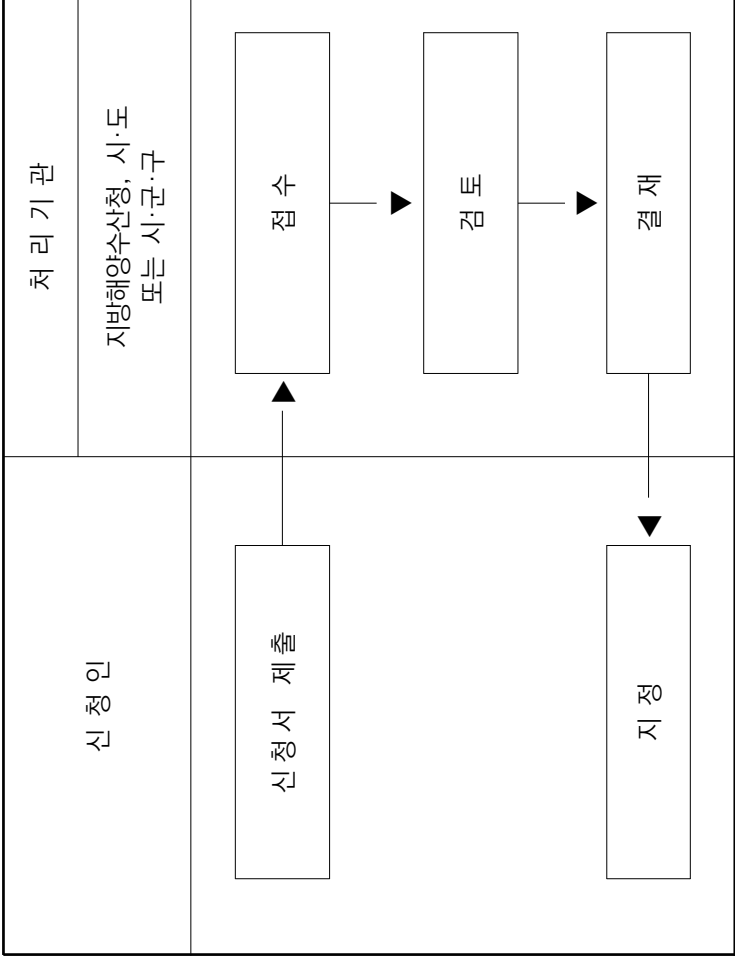 신 청 인
처 리 기 관
지방해양수산청, 시·도
또는 시·군·구
신 청 서 제 출
접 수
검 토
결 재
지 정